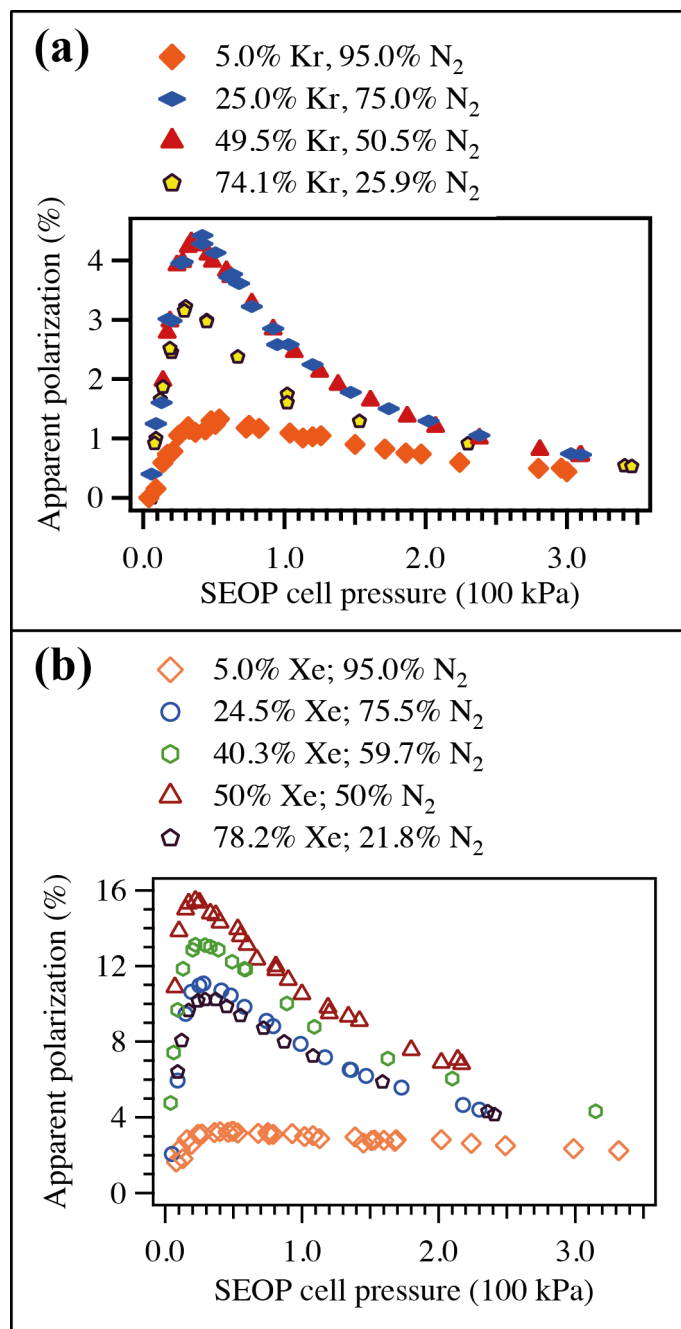 (a)
5.0% Kr, 95.0% N₂
25.0% Kr, 75.0% N₂
49.5% Kr, 50.5% N₂
74.1% Kr, 25.9% N₂
Apparent polarization (%)
4
3
2
1
0
0.0 1.0 2.0 3.0
SEOP cell pressure (100 kPa)
(b)
5.0% Xe; 95.0% N₂
24.5% Xe; 75.5% N₂
40.3% Xe; 59.7% N₂
50% Xe; 50% N₂
78.2% Xe; 21.8% N₂
Apparent polarization (%)
16
12
8
4
0
0.0 1.0 2.0 3.0
SEOP cell pressure (100 kPa)